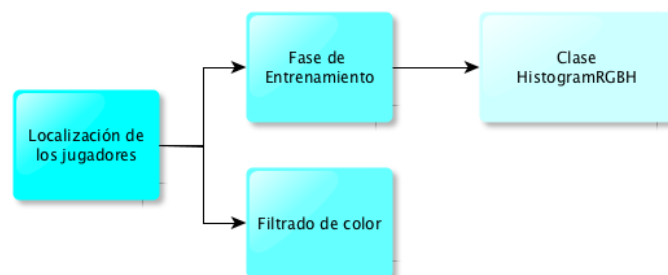 Localización de
los jugadores
Fase de
Entrenamiento
Clase
HistogramRGBH
Filtrado de color